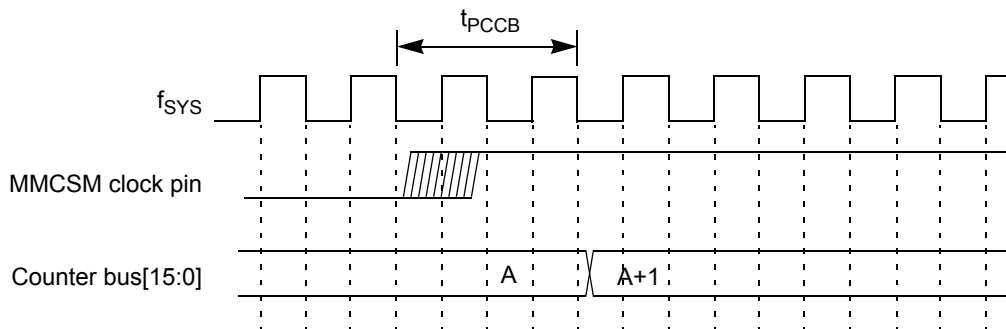 tPCCB
fSYS
MMCSM clock pin
Counter bus[15:0]
A
A+1